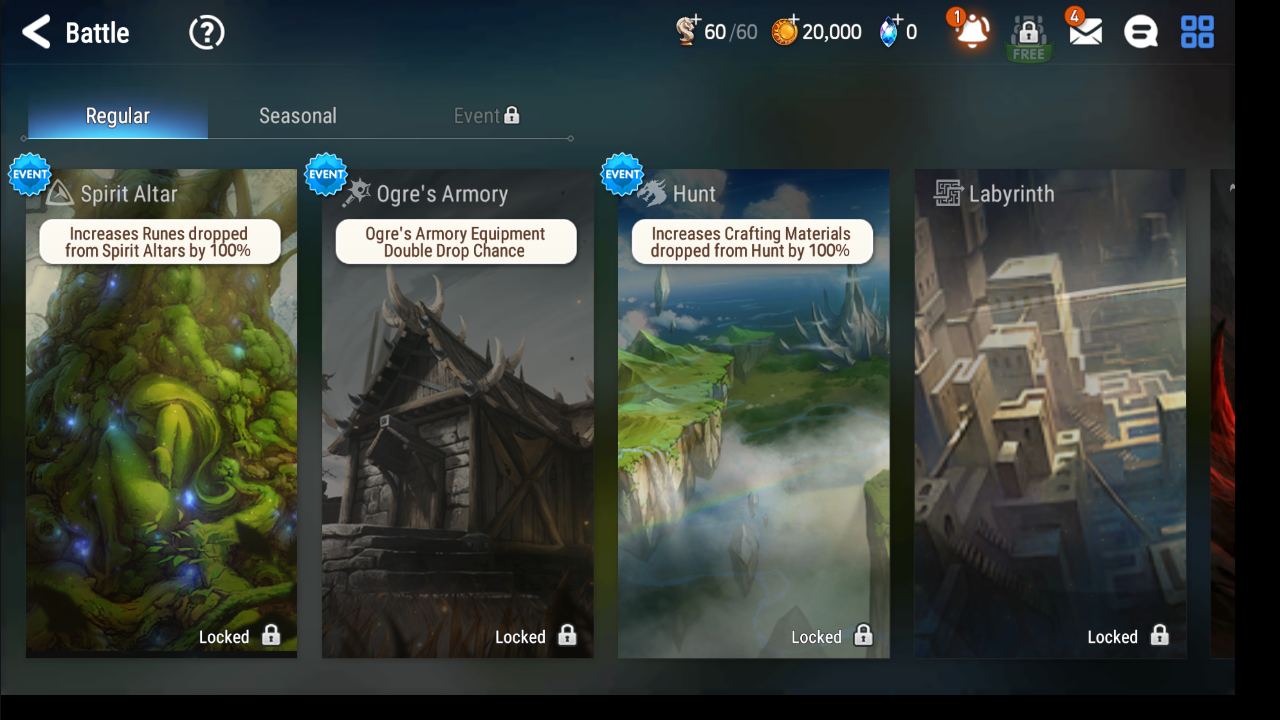 Battle
?
60/60
20,000
0
1
FREE
4
Regular
Seasonal
Event
EVENT
Spirit Altar
Increases Runes dropped
from Spirit Altars by 100%
Locked
EVENT
Ogre's Armory
Ogre's Armory Equipment
Double Drop Chance
Locked
EVENT
Hunt
Increases Crafting Materials
dropped from Hunt by 100%
Locked
Labyrinth
Locked